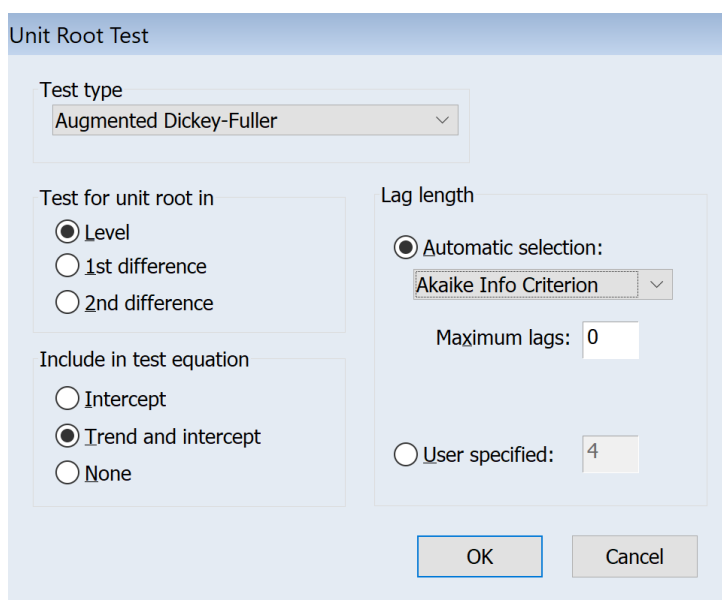 Unit Root Test
Test type
Augmented Dickey-Fuller
Test for unit root in
Level
1st difference
2nd difference
Include in test equation
Intercept
Trend and intercept
None
Lag length
Automatic selection:
Akaike Info Criterion
Maximum lags: 0
User specified: 4
OK Cancel